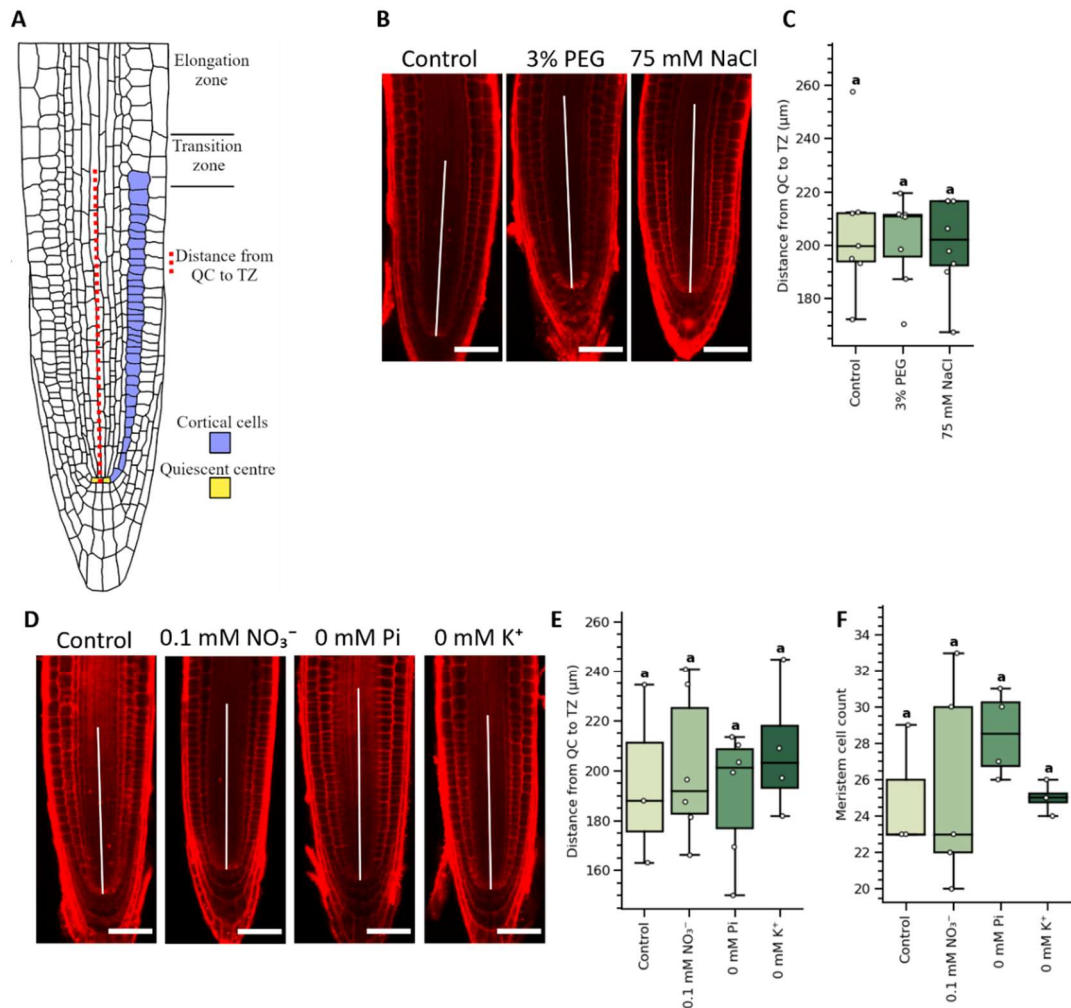 A
Elongation
zone
Transition
zone
Distance from
QC to TZ
Cortical cells
Quiescent centre
B
Control 3% PEG 75 mM NaCl
C
Distance from QC to TZ (µm)
260
240
220
200
180
a
a
a
Control
3% PEG
75 mM NaCl
D
Control 0.1 mM NO₃⁻ 0 mM Pi 0 mM K⁺
E
Distance from QC to TZ (µm)
260
240
220
200
180
160
a
a
a
a
Control
0.1 mM NO₃⁻
0 mM Pi
0 mM K⁺
F
Meristem cell count
34
32
30
28
26
24
22
20
a
a
a
a
Control
0.1 mM NO₃⁻
0 mM Pi
0 mM K⁺